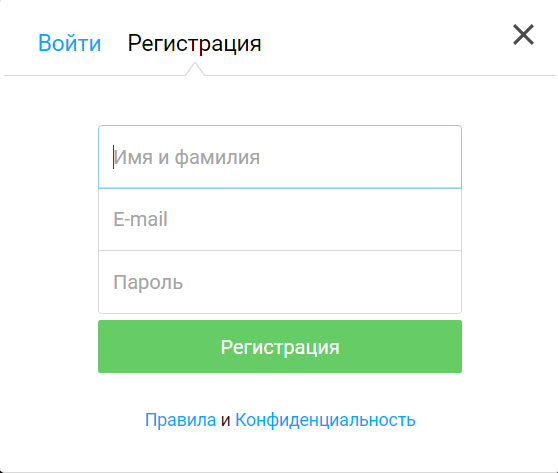 Войти Регистрация
Имя и фамилия
E-mail
Пароль
Регистрация
Правила и Конфиденциальность